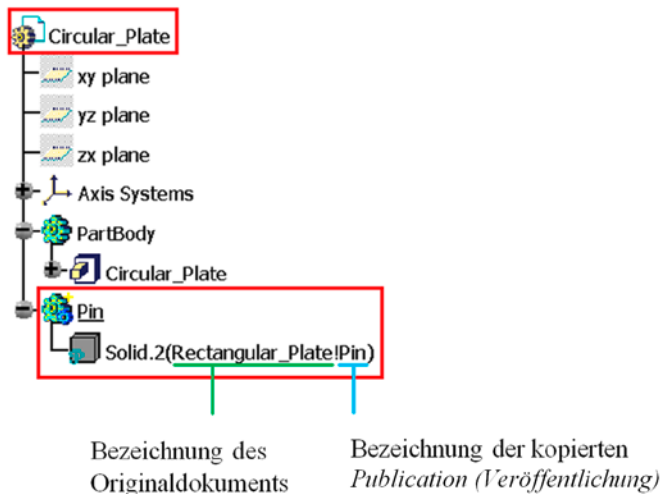 Circular_Plate
xy plane
yz plane
zx plane
Axis Systems
PartBody
Circular_Plate
Pin
Solid.2(Rectangular_Plate!Pin)
Bezeichnung des
Originaldokuments
Bezeichnung der kopierten
Publication (Veröffentlichung)